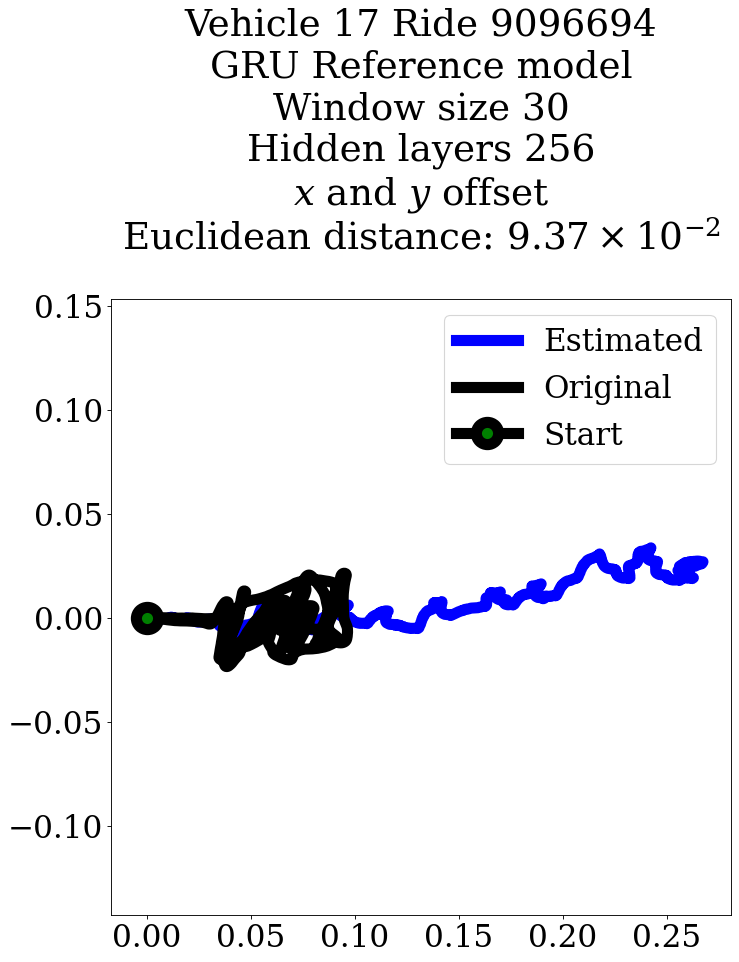 Vehicle 17 Ride 9096694
GRU Reference model
Window size 30
Hidden layers 256
x and y offset
Euclidean distance: 9.37 × 10⁻²
Estimated
Original
Start
0.15
0.10
0.05
0.00
−0.05
−0.10
0.00 0.05 0.10 0.15 0.20 0.25